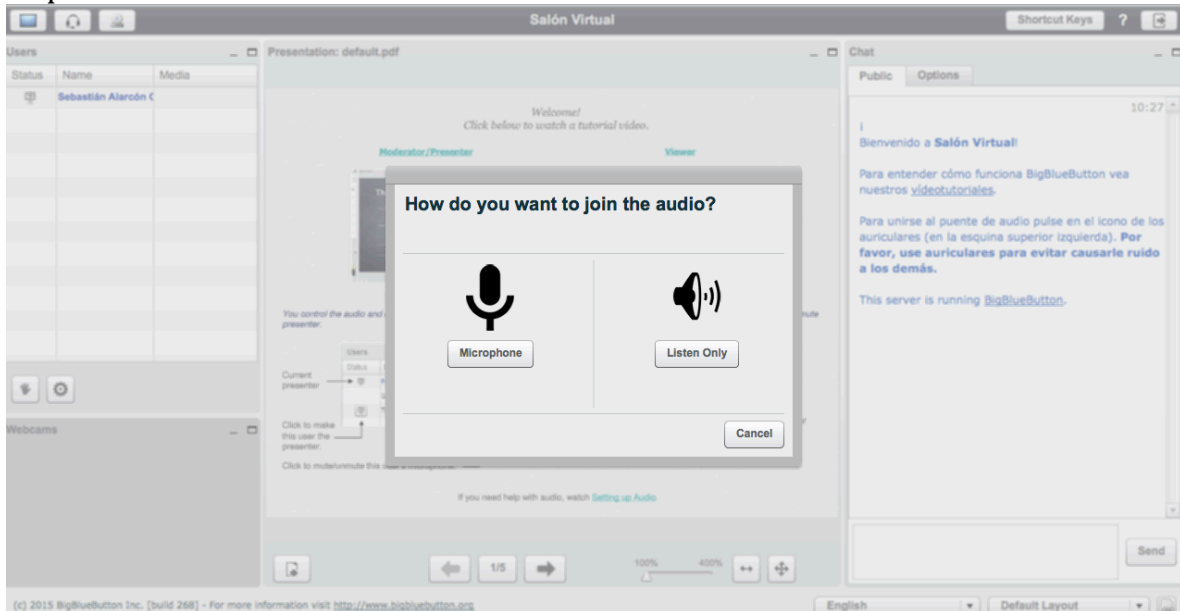 Salón Virtual
Shortcut Keys ?
Users
Status Name Media
Sebastián Alarcón
Webcams
Presentation: default.pdf
Welcome!
Click below to watch a tutorial video.
Moderator/Presenter Viewer
You control the audio and
presenter.
Users
Status
Current
presenter
Click to make
this user the
presenter.
Click to mute/unmute this
If you need help with audio, watch Setting up Audio.
1/5
100% 400%
How do you want to join the audio?
Microphone
Listen Only
Cancel
Chat
Public Options
10:27
Bienvenido a Salón Virtual!
Para entender cómo funciona BigBlueButton vea
nuestros vídeotutoriales.
Para unirse al puente de audio pulse en el icono de los
auriculares (en la esquina superior izquierda). Por
favor, use auriculares para evitar causarle ruido
a los demás.
This server is running BigBlueButton.
Send
(c) 2015 BigBlueButton Inc. [build 268] - For more information visit http://www.bigbluebutton.org
English
Default Layout